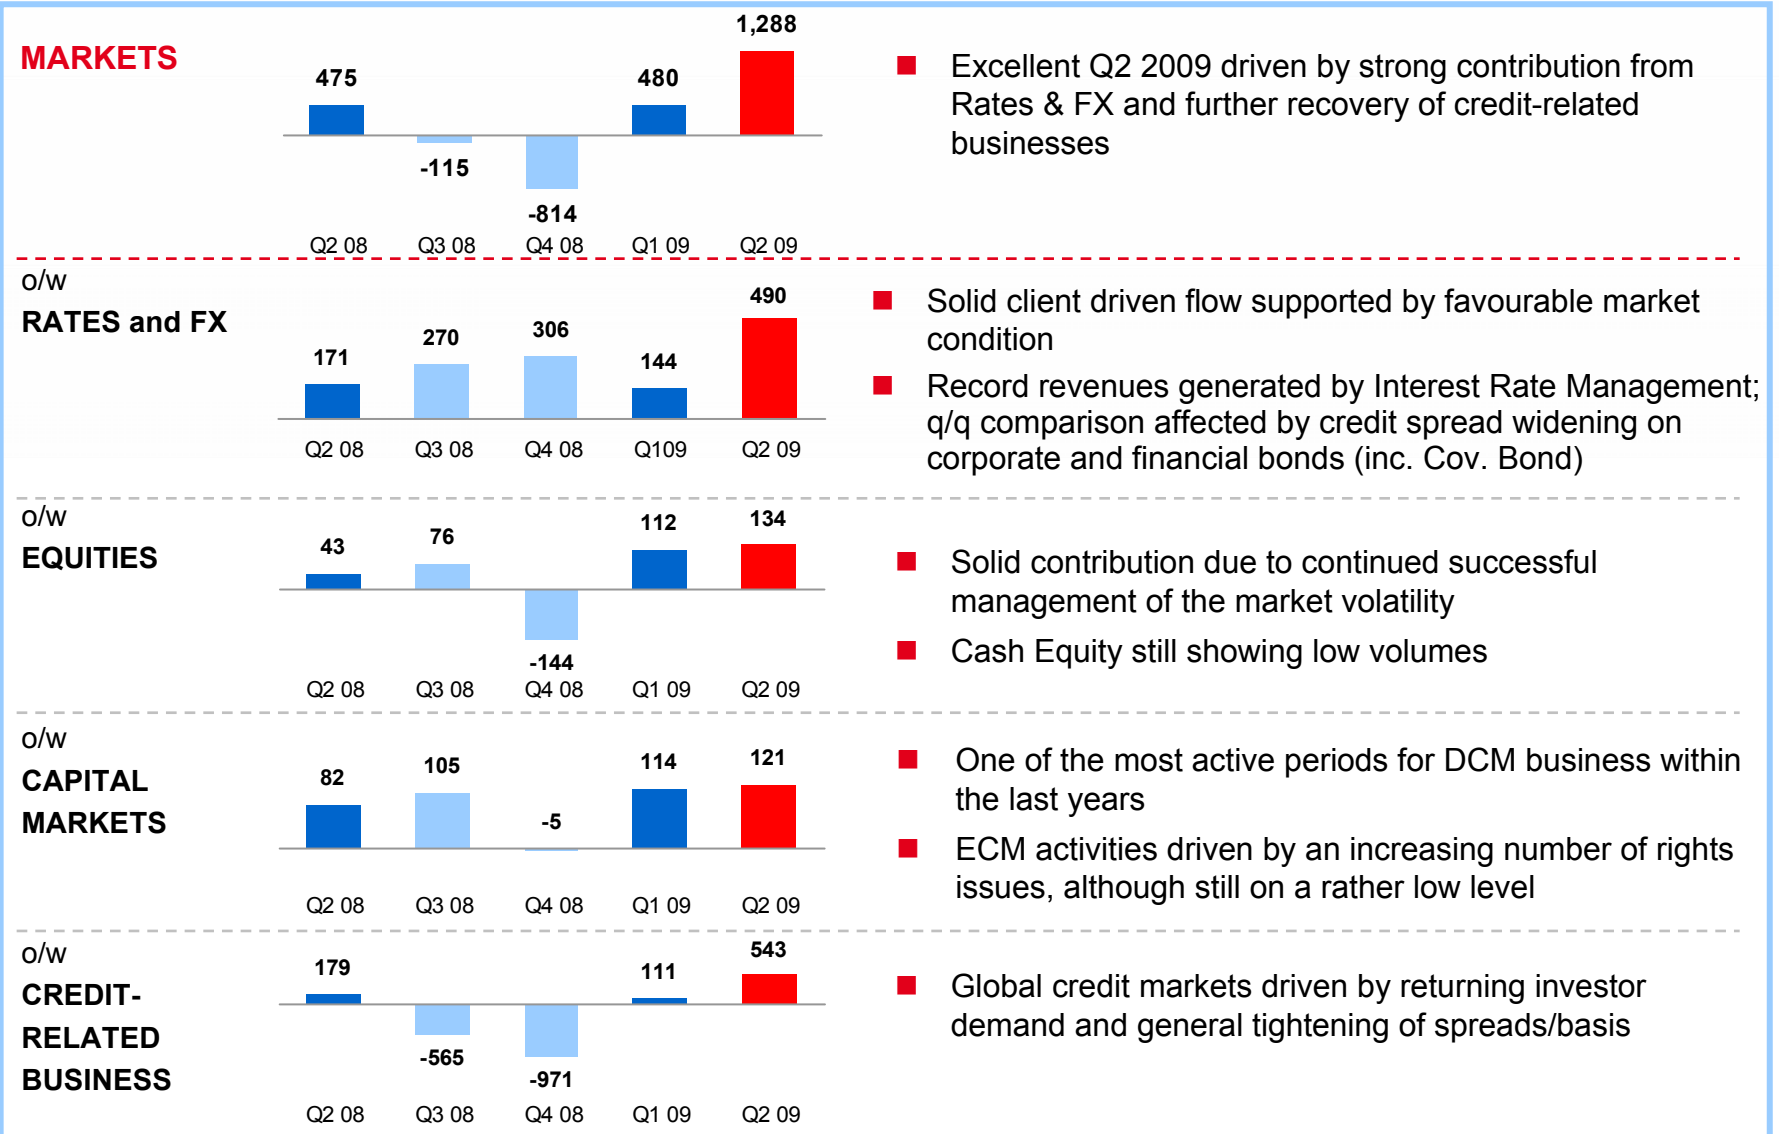 MARKETS
1,288
475
480
-115
-814
Q2 08 Q3 08 Q4 08 Q1 09 Q2 09
■ Excellent Q2 2009 driven by strong contribution from
Rates & FX and further recovery of credit-related
businesses
o/w
RATES and FX
490
171
270
306
144
Q2 08 Q3 08 Q4 08 Q109 Q2 09
■ Solid client driven flow supported by favourable market
condition
■ Record revenues generated by Interest Rate Management;
q/q comparison affected by credit spread widening on
corporate and financial bonds (inc. Cov. Bond)
o/w
EQUITIES
43
76
112
134
-144
Q2 08 Q3 08 Q4 08 Q1 09 Q2 09
■ Solid contribution due to continued successful
management of the market volatility
■ Cash Equity still showing low volumes
o/w
CAPITAL
MARKETS
82
105
-5
114
121
Q2 08 Q3 08 Q4 08 Q1 09 Q2 09
■ One of the most active periods for DCM business within
the last years
■ ECM activities driven by an increasing number of rights
issues, although still on a rather low level
o/w
CREDIT-
RELATED
BUSINESS
179
111
543
-565
-971
Q2 08 Q3 08 Q4 08 Q1 09 Q2 09
■ Global credit markets driven by returning investor
demand and general tightening of spreads/basis